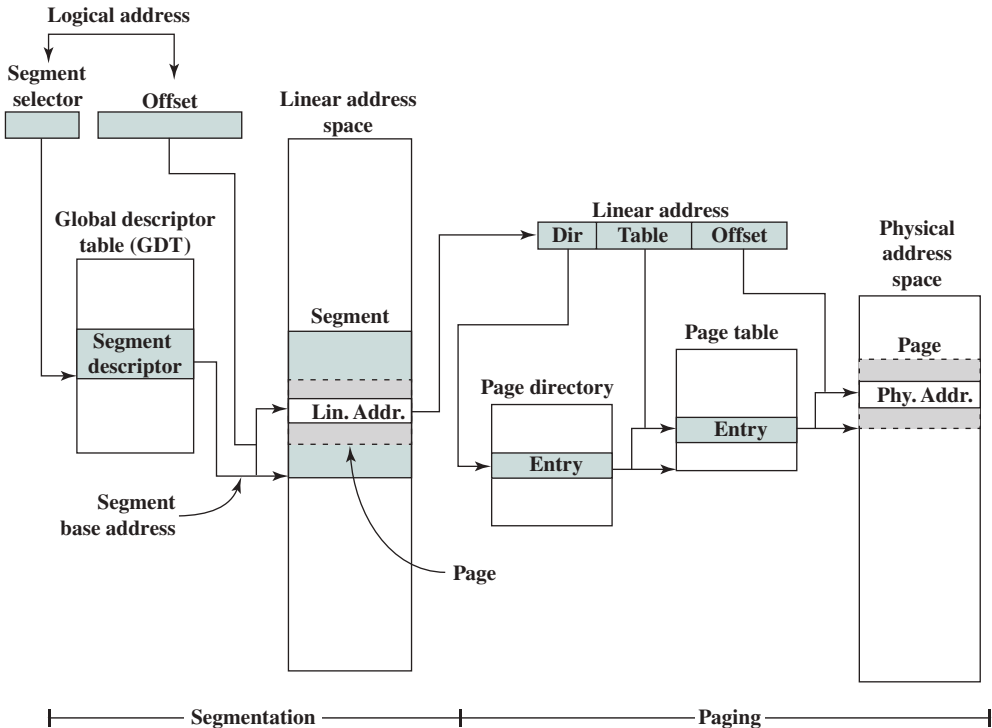 Logical address
Segment
selector
Offset
Linear address
space
Global descriptor
table (GDT)
Segment
descriptor
Segment
base address
Segment
Lin. Addr.
Page
Linear address
Dir
Table
Offset
Page directory
Entry
Page table
Entry
Physical
address
space
Page
Phy. Addr.
Segmentation
Paging